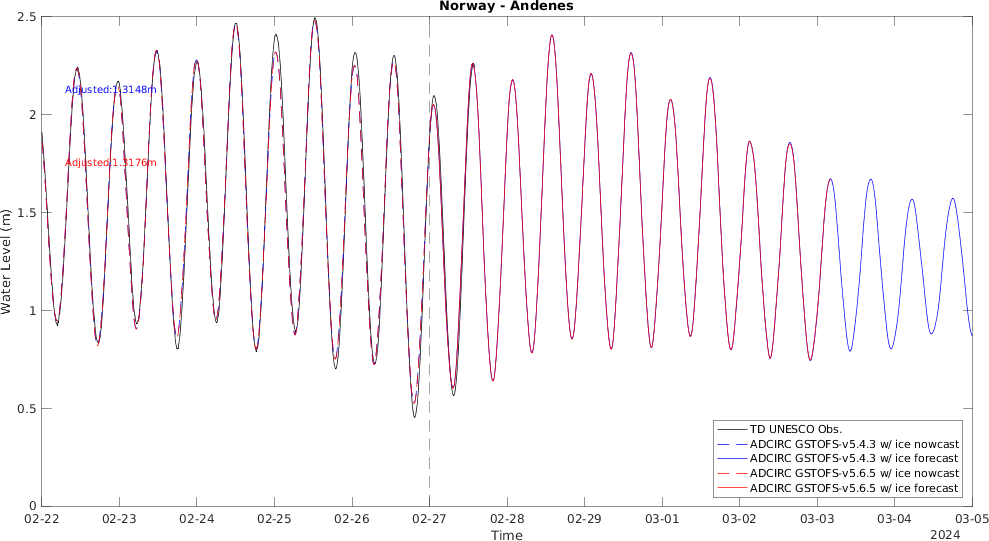 Norway - Andenes
2.5
2
1.5
1
0.5
0
Water Level (m)
Adjusted:1.3148m
Adjusted:1.3176m
TD UNESCO Obs.
ADCIRC GSTOFS-v5.4.3 w/ ice nowcast
ADCIRC GSTOFS-v5.4.3 w/ ice forecast
ADCIRC GSTOFS-v5.6.5 w/ ice nowcast
ADCIRC GSTOFS-v5.6.5 w/ ice forecast
02-22 02-23 02-24 02-25 02-26 02-27 02-28 02-29 03-01 03-02 03-03 03-04 03-05
Time
2024